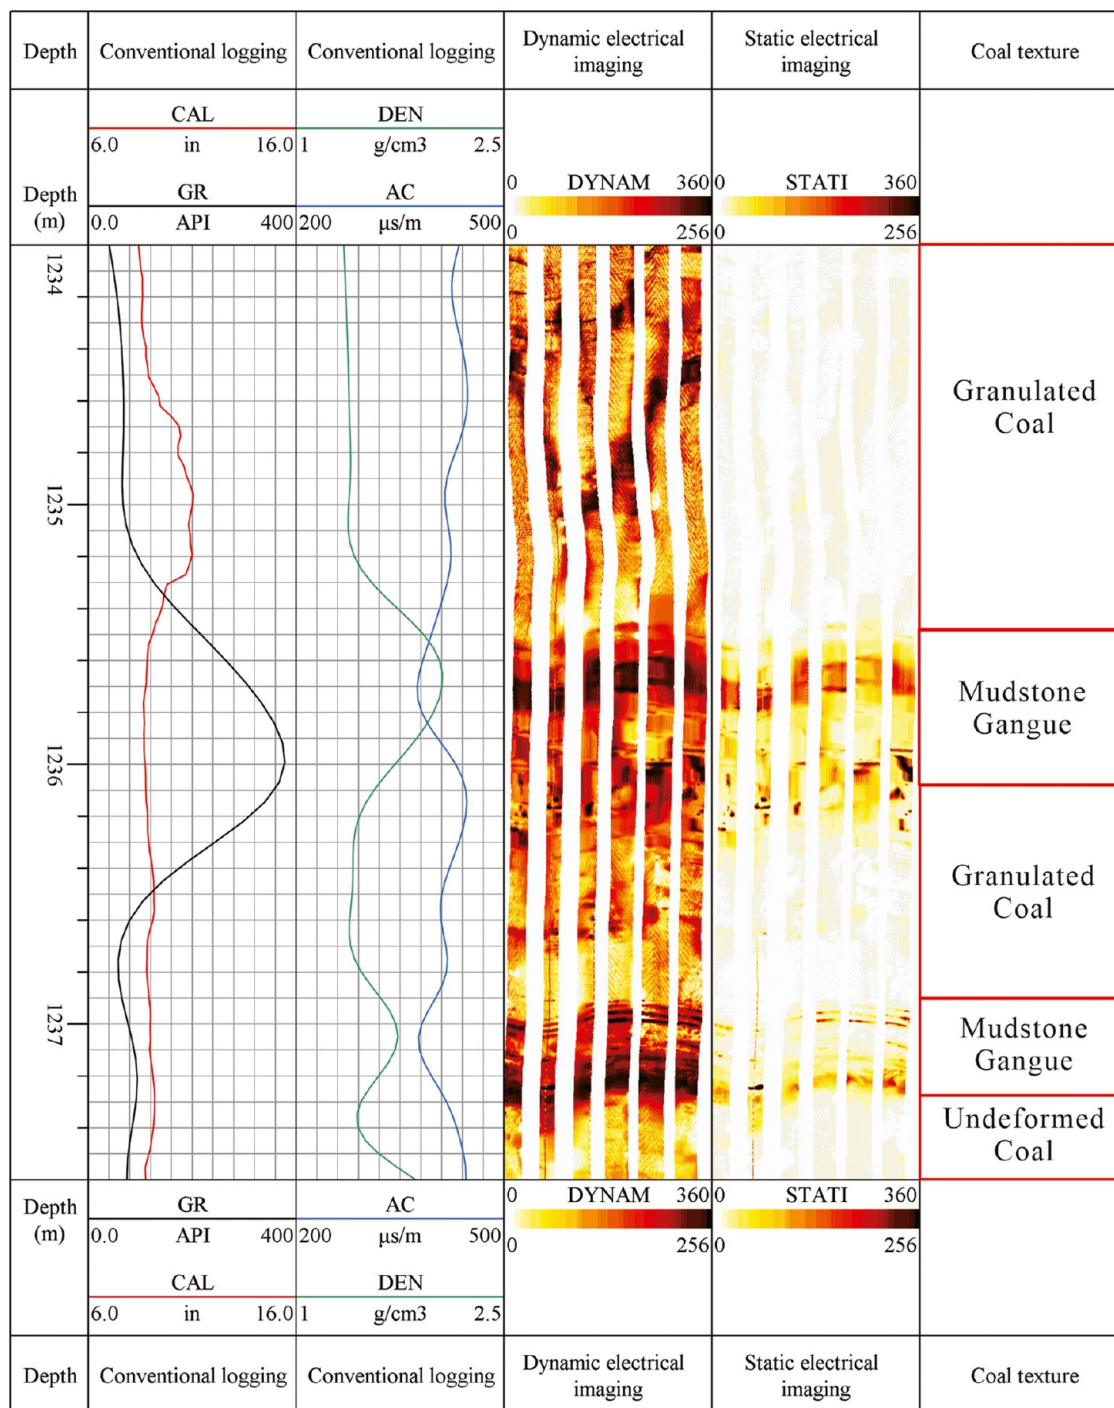 Depth Conventional logging Conventional logging Dynamic electrical imaging Static electrical imaging Coal texture
CAL DEN
6.0 in 16.0 1 g/cm3 2.5
Depth (m) GR AC 0 DYNAM 360 0 STATI 360
0.0 API 400 200 μs/m 500 0 256 0 256
1234
Granulated
Coal
1235
Mudstone
Gangue
1236
Granulated
Coal
1237
Mudstone
Gangue
Undeformed
Coal
Depth (m) GR AC 0 DYNAM 360 0 STATI 360
0.0 API 400 200 μs/m 500 0 256 0 256
CAL DEN
6.0 in 16.0 1 g/cm3 2.5
Depth Conventional logging Conventional logging Dynamic electrical imaging Static electrical imaging Coal texture